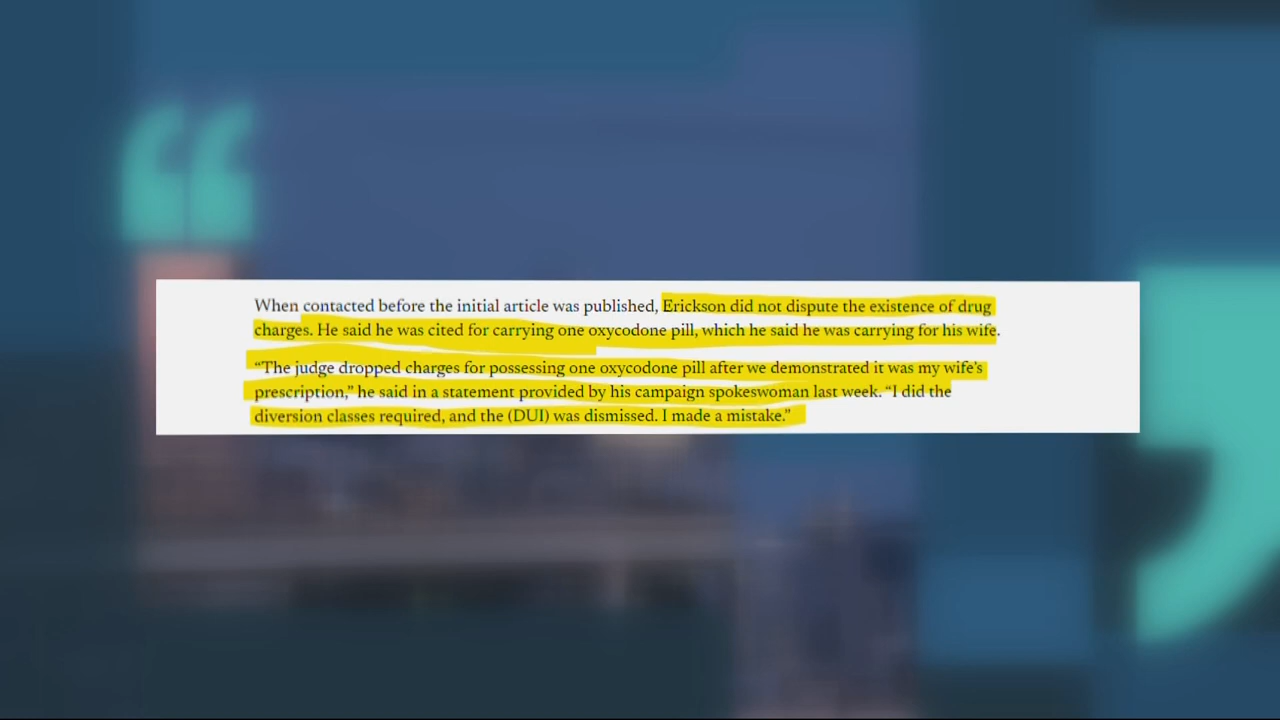 When contacted before the initial article was published, Erickson did not dispute the existence of drug
charges. He said he was cited for carrying one oxycodone pill, which he said he was carrying for his wife.
“The judge dropped charges for possessing one oxycodone pill after we demonstrated it was my wife’s
prescription,” he said in a statement provided by his campaign spokeswoman last week. “I did the
diversion classes required, and the (DUI) was dismissed. I made a mistake.”